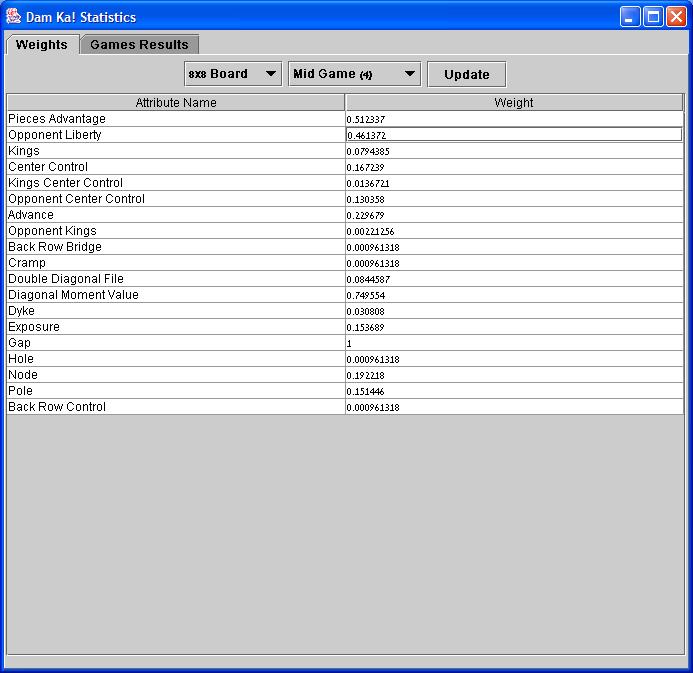 Dam Ka! Statistics
Weights Games Results
8x8 Board Mid Game (4) Update
Attribute Name Weight
Pieces Advantage 0.512337
Opponent Liberty 0.461372
Kings 0.0794385
Center Control 0.167239
Kings Center Control 0.0136721
Opponent Center Control 0.130358
Advance 0.229679
Opponent Kings 0.00221256
Back Row Bridge 0.000961318
Cramp 0.000961318
Double Diagonal File 0.0844587
Diagonal Moment Value 0.749554
Dyke 0.030808
Exposure 0.153689
Gap 1
Hole 0.000961318
Node 0.192218
Pole 0.151446
Back Row Control 0.000961318